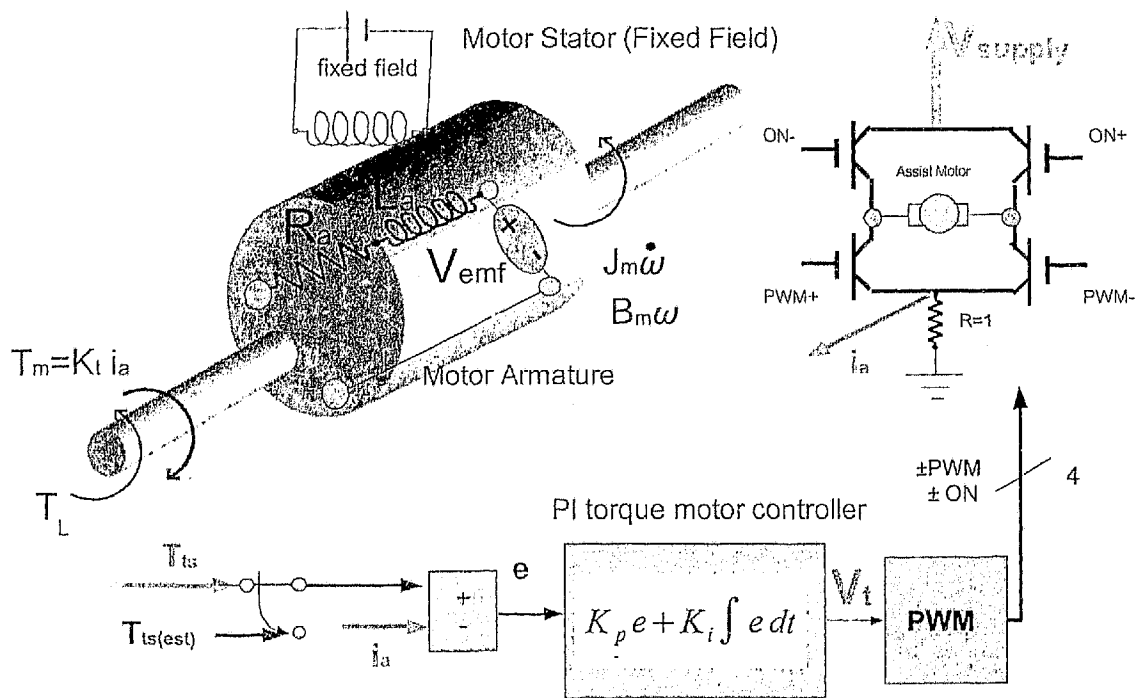 Motor Stator (Fixed Field)
fixed field
Vsupply
ON-
ON+
Assist Motor
Ra
Vemf
Jmω̇
Bmω
PWM+
PWM-
R=1
ia
Tm=Kt ia
Motor Armature
TL
±PWM
± ON
4
PI torque motor controller
Tts
e
+
-
Kp e + Ki ∫ e dt
Vt
PWM
Tts(est)
ia